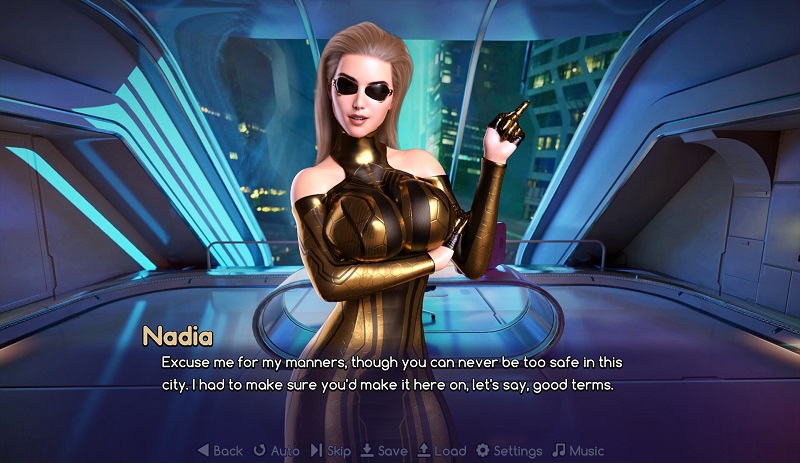 Nadia
Excuse me for my manners, though you can never be too safe in this
city. I had to make sure you'd make it here on, let's say, good terms.
Back Auto Skip Save Load Settings Music